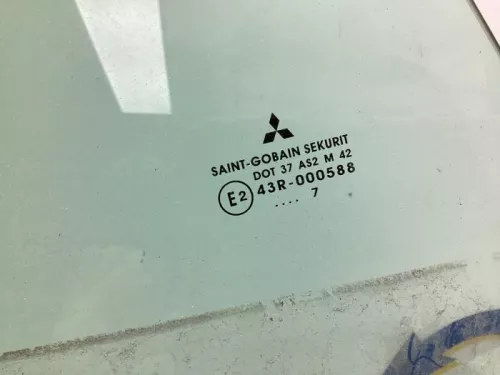 SAINT-GOBAIN SEKURIT
DOT 37 AS2 M 42
E2 43R-000588
.... 7